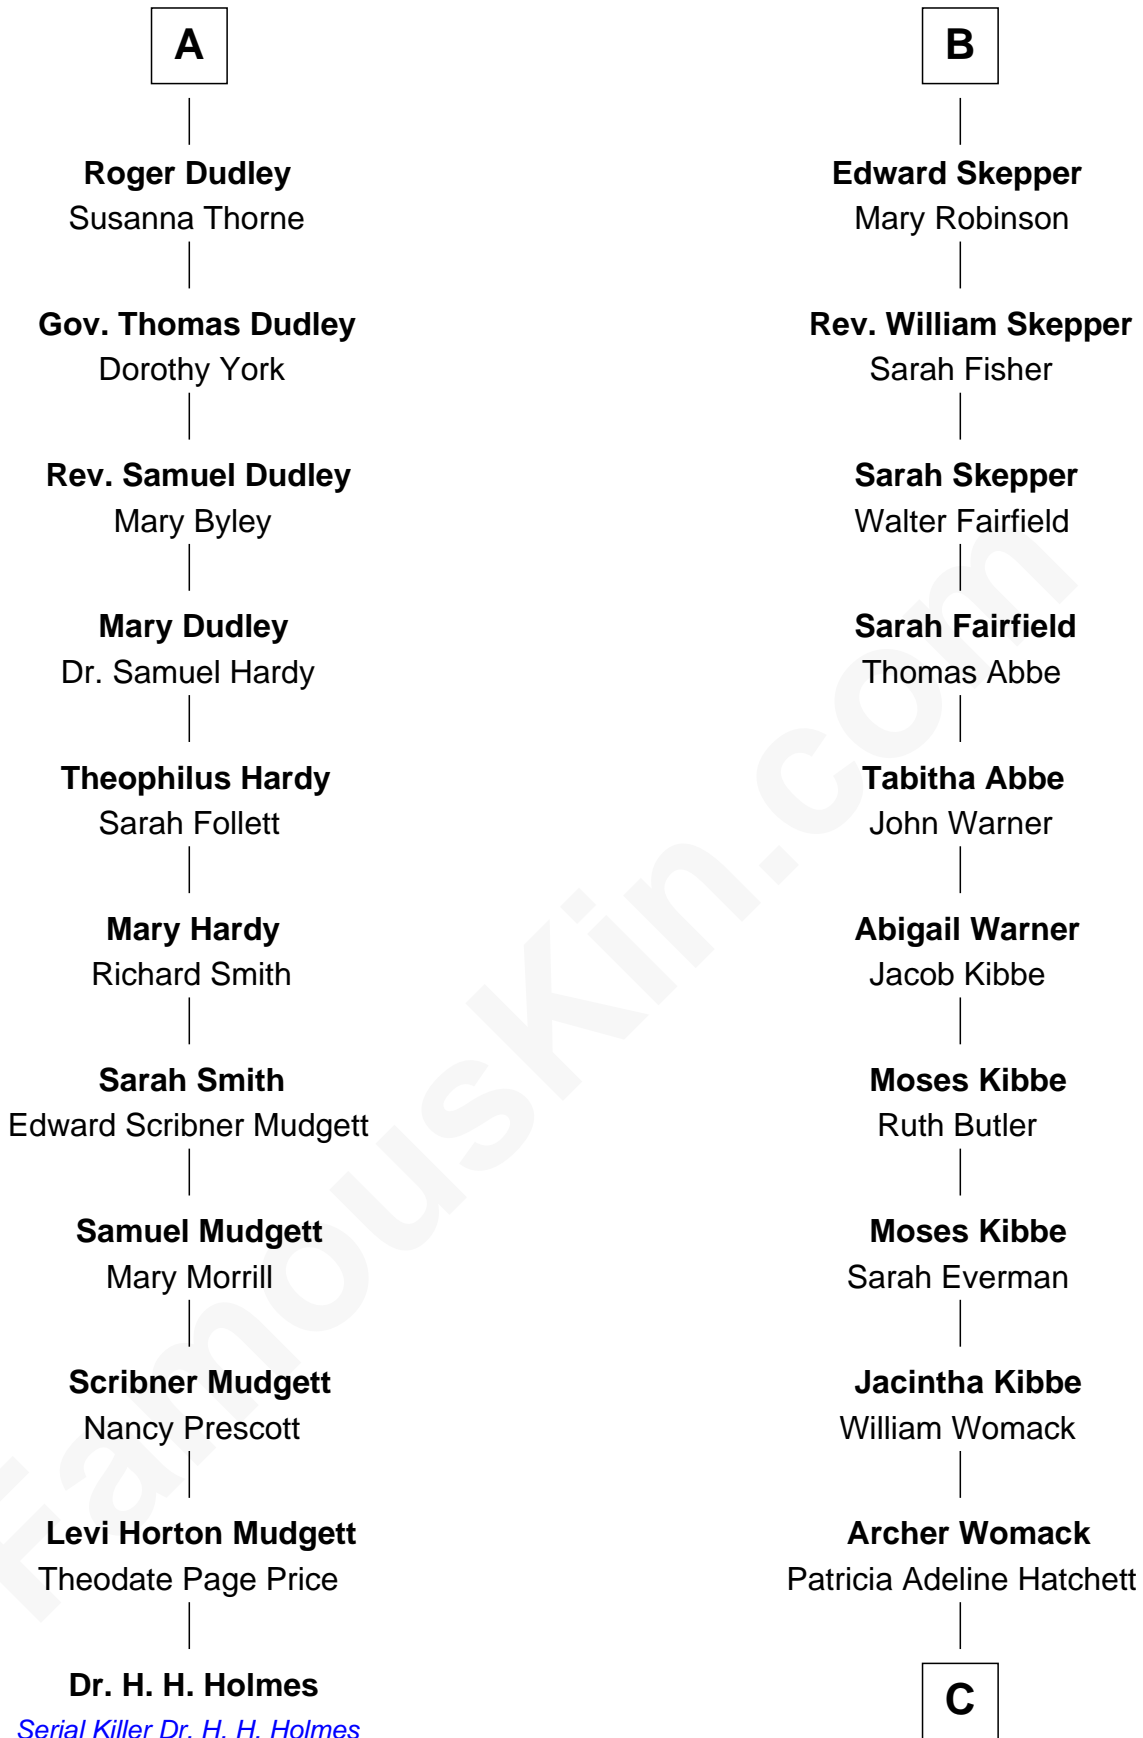 A
Roger Dudley
Susanna Thorne
Gov. Thomas Dudley
Dorothy York
Rev. Samuel Dudley
Mary Byley
Mary Dudley
Dr. Samuel Hardy
Theophilus Hardy
Sarah Follett
Mary Hardy
Richard Smith
Sarah Smith
Edward Scribner Mudgett
Samuel Mudgett
Mary Morrill
Scribner Mudgett
Nancy Prescott
Levi Horton Mudgett
Theodate Page Price
Dr. H. H. Holmes
Serial Killer Dr. H. H. Holmes
B
Edward Skepper
Mary Robinson
Rev. William Skepper
Sarah Fisher
Sarah Skepper
Walter Fairfield
Sarah Fairfield
Thomas Abbe
Tabitha Abbe
John Warner
Abigail Warner
Jacob Kibbe
Moses Kibbe
Ruth Butler
Moses Kibbe
Sarah Everman
Jacintha Kibbe
William Womack
Archer Womack
Patricia Adeline Hatchett
C
FamousKin.com